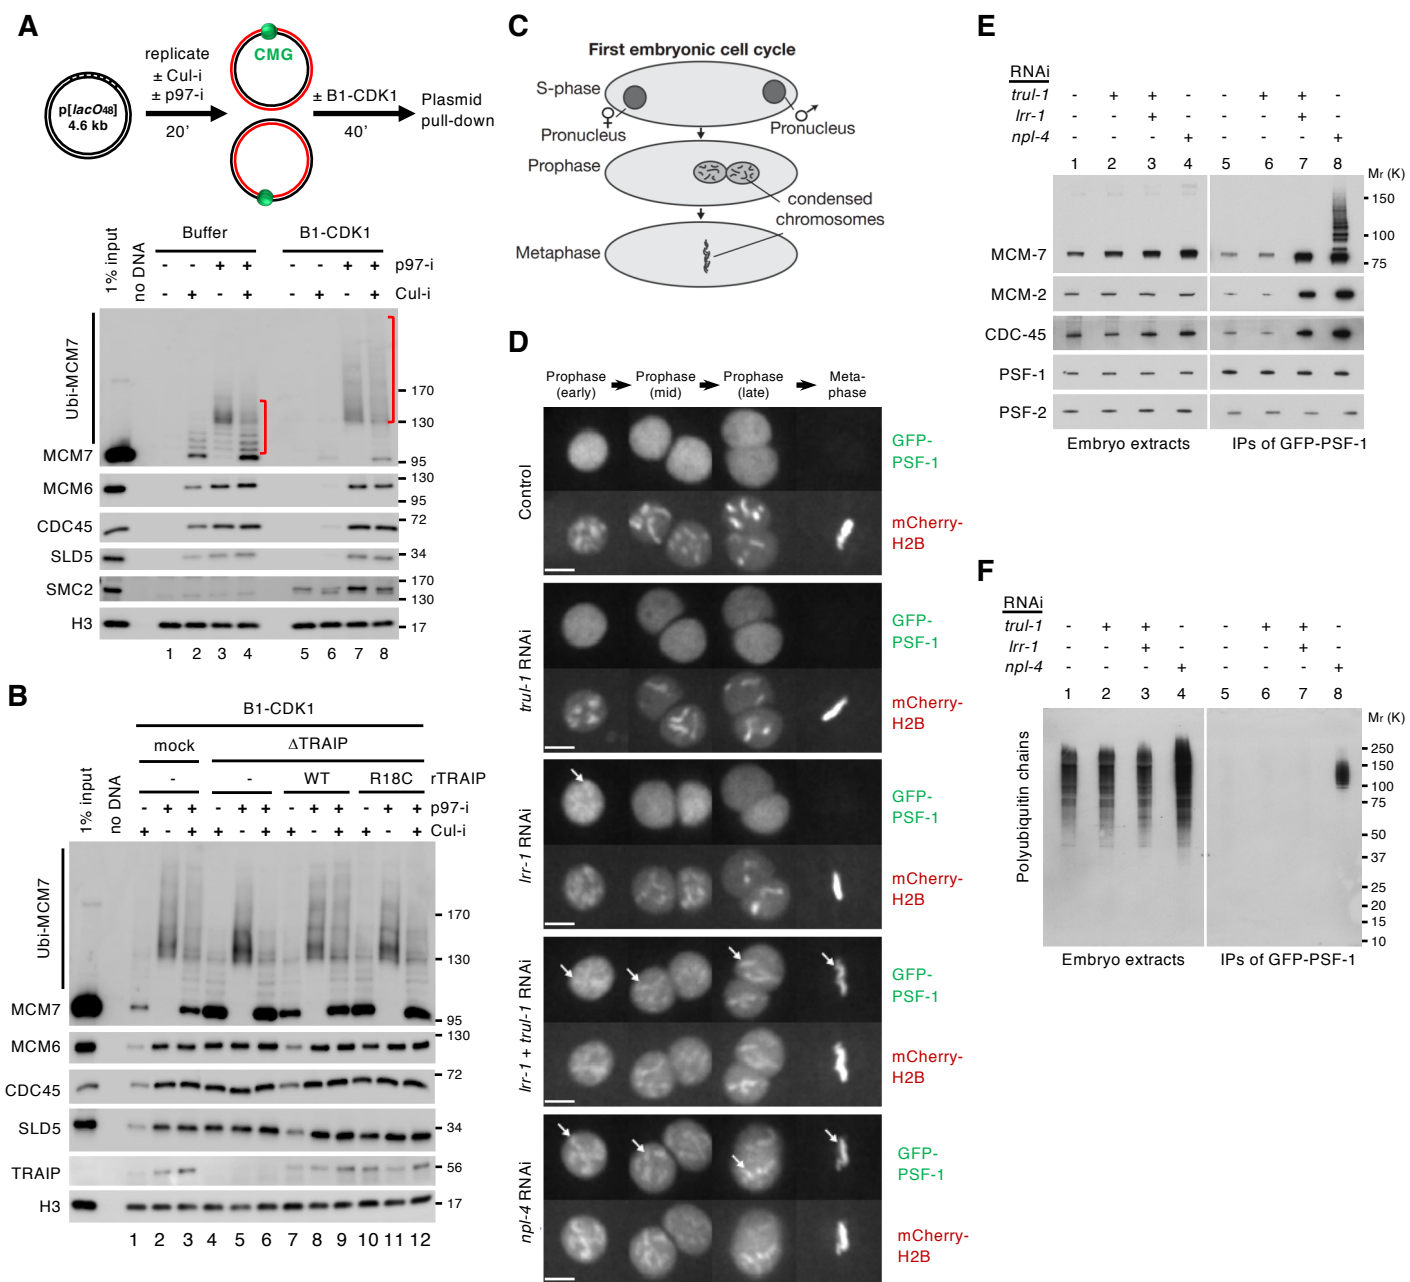 A
replicate
± Cul-i
± p97-i
20'
p[lacO48]
4.6 kb
CMG
± B1-CDK1
40'
Plasmid
pull-down
1% input
no DNA
Buffer
B1-CDK1
- - + + - - + + p97-i
- + - + - + - + Cul-i
Ubi-MCM7
170
130
MCM7
95
MCM6
130
95
CDC45
72
SLD5
34
SMC2
170
130
H3
17
1 2 3 4 5 6 7 8
B
B1-CDK1
mock
ΔTRAIP
1% input
no DNA
- - WT R18C rTRAIP
- + + - + + - + + - + + p97-i
+ - + + - + + - + + - + Cul-i
Ubi-MCM7
170
130
MCM7
95
MCM6
130
CDC45
72
SLD5
34
TRAIP
56
H3
17
1 2 3 4 5 6 7 8 9 10 11 12
C
First embryonic cell cycle
S-phase
♀
Pronucleus
♂
Pronucleus
Prophase
condensed
chromosomes
Metaphase
D
Prophase
(early)
Prophase
(mid)
Prophase
(late)
Meta-
phase
Control
GFP-
PSF-1
mCherry-
H2B
trul-1 RNAi
GFP-
PSF-1
mCherry-
H2B
lrr-1 RNAi
GFP-
PSF-1
mCherry-
H2B
lrr-1 + trul-1 RNAi
GFP-
PSF-1
mCherry-
H2B
npl-4 RNAi
GFP-
PSF-1
mCherry-
H2B
E
RNAi
trul-1 - + + - - + + -
lrr-1 - - + - - - + -
npl-4 - - - + - - - +
1 2 3 4 5 6 7 8
Mr (K)
150
100
75
MCM-7
MCM-2
CDC-45
PSF-1
PSF-2
Embryo extracts
IPs of GFP-PSF-1
F
RNAi
trul-1 - + + - - + + -
lrr-1 - - + - - - + -
npl-4 - - - + - - - +
1 2 3 4 5 6 7 8
Mr (K)
Polyubiquitin chains
250
150
100
75
50
37
25
20
15
10
Embryo extracts
IPs of GFP-PSF-1